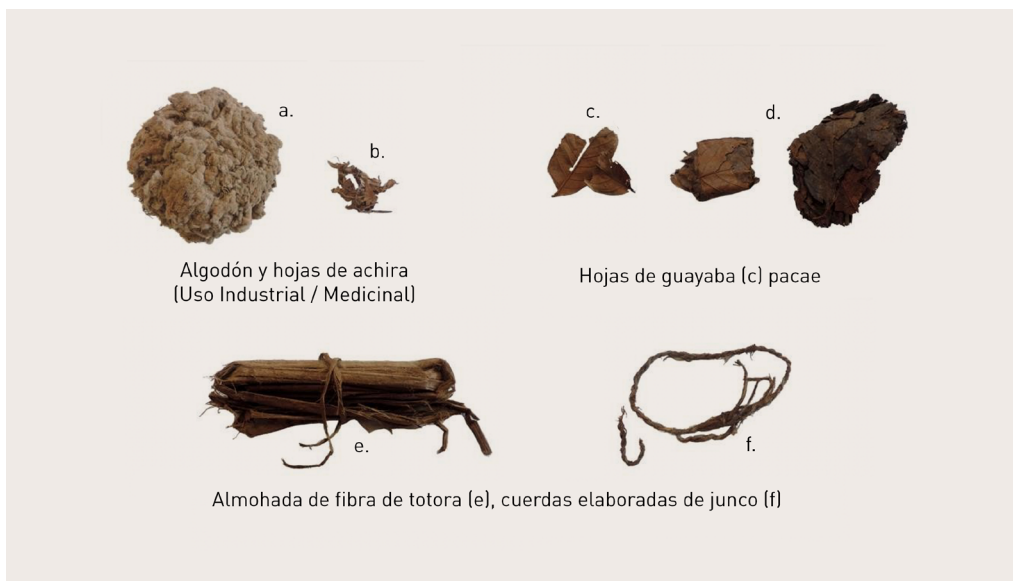 a.
b.
c.
d.
Algodón y hojas de achira
(Uso Industrial / Medicinal)
Hojas de guayaba (c) pacae
e.
f.
Almohada de fibra de totora (e), cuerdas elaboradas de junco (f)